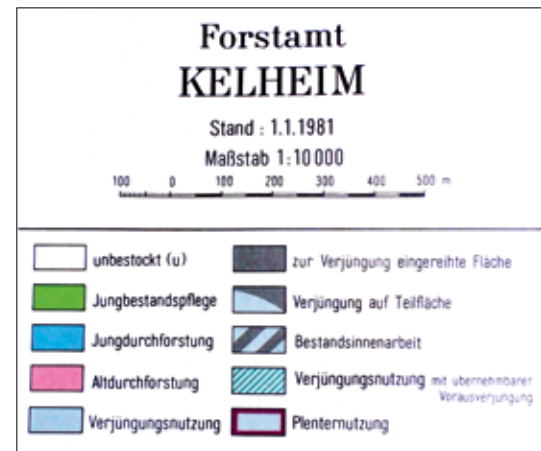 Forstamt
KELHEIM
Stand : 1.1.1981
Maßstab 1:10 000
100 0 100 200 300 400 500 m
unbestockt (u)
Jungbestandspflege
Jungdurchforstung
Altdurchforstung
Verjüngungsnutzung
zur Verjüngung eingereihte Fläche
Verjüngung auf Teilfläche
Bestandsinnenarbeit
Verjüngungsnutzung mit übernehmbarer
Vorausverjüngung
Plenternutzung